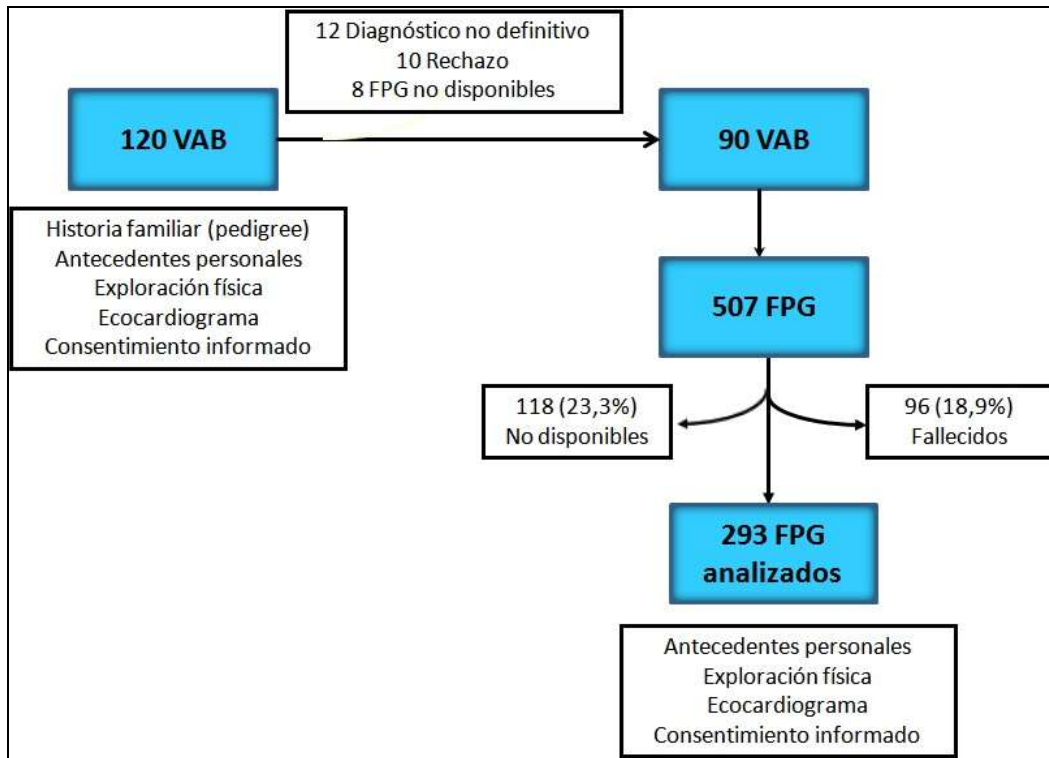 12 Diagnóstico no definitivo
10 Rechazo
8 FPG no disponibles
120 VAB
90 VAB
Historia familiar (pedigree)
Antecedentes personales
Exploración física
Ecocardiograma
Consentimiento informado
507 FPG
118 (23,3%)
No disponibles
96 (18,9%)
Fallecidos
293 FPG
analizados
Antecedentes personales
Exploración física
Ecocardiograma
Consentimiento informado